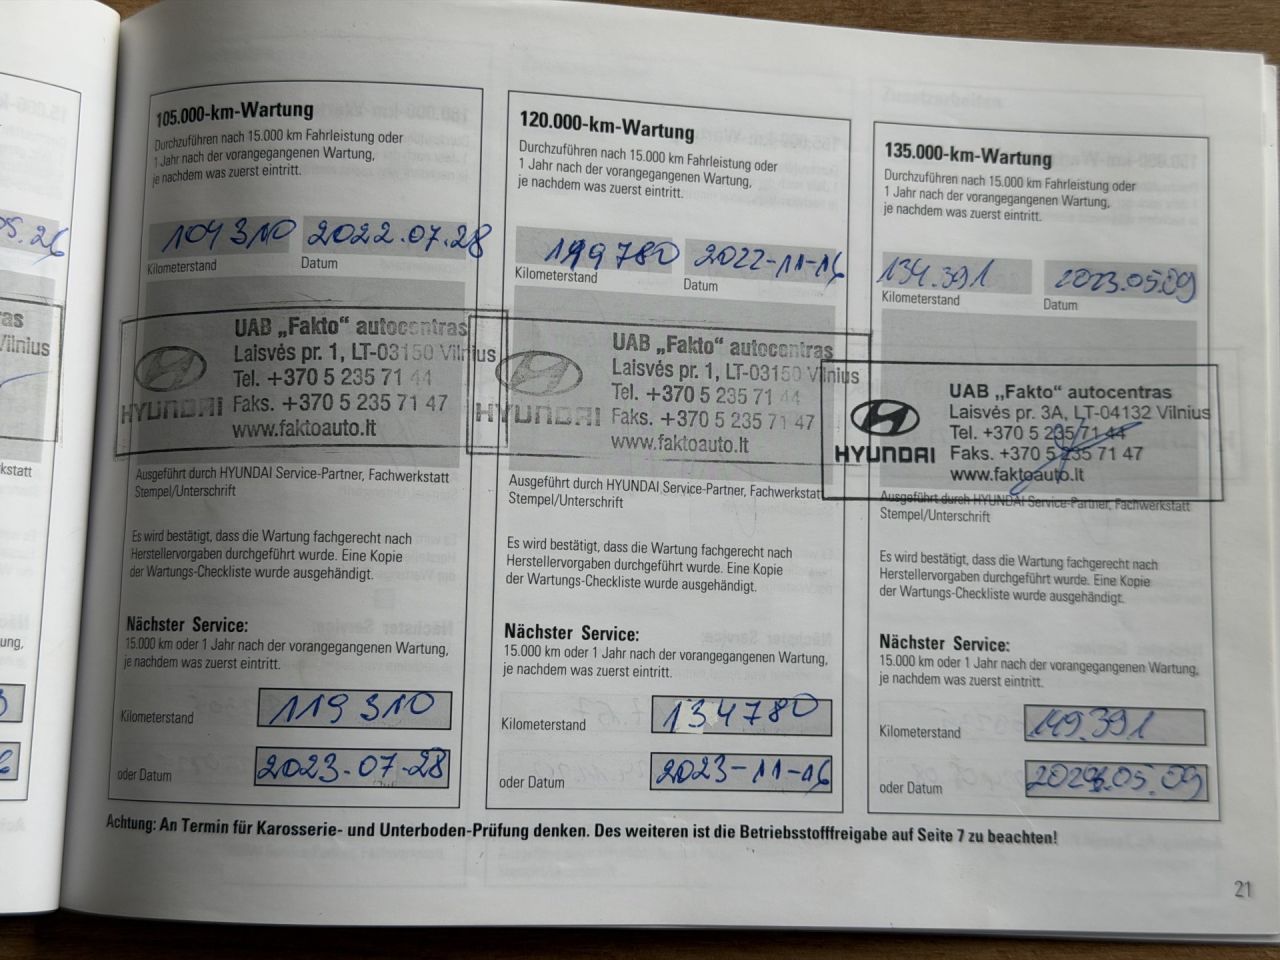 105.000-km-Wartung
Durchzuführen nach 15.000 km Fahrleistung oder
1 Jahr nach der vorangegangenen Wartung,
je nachdem was zuerst eintritt.
104310 2022.07.28
Kilometerstand Datum
UAB „Fakto“ autocentras
Laisvės pr. 1, LT-03150 Vilnius
Tel. +370 5 235 71 44
HYUNDAI Faks. +370 5 235 71 47
www.faktoauto.lt
Ausgeführt durch HYUNDAI Service-Partner, Fachwerkstatt
Stempel/Unterschrift
Es wird bestätigt, dass die Wartung fachgerecht nach
Herstellervorgaben durchgeführt wurde. Eine Kopie
der Wartungs-Checkliste wurde ausgehändigt.
Nächster Service:
15.000 km oder 1 Jahr nach der vorangegangenen Wartung,
je nachdem was zuerst eintritt.
Kilometerstand 119310
oder Datum 2023-07-28
120.000-km-Wartung
Durchzuführen nach 15.000 km Fahrleistung oder
1 Jahr nach der vorangegangenen Wartung,
je nachdem was zuerst eintritt.
2022-11-16
Kilometerstand Datum
UAB „Fakto“ autocentras
Laisvės pr. 1, LT-03150 Vilnius
Tel. +370 5 235 71 44
HYUNDAI Faks. +370 5 235 71 47
www.faktoauto.lt
Ausgeführt durch HYUNDAI Service-Partner, Fachwerkstatt
Stempel/Unterschrift
Es wird bestätigt, dass die Wartung fachgerecht nach
Herstellervorgaben durchgeführt wurde. Eine Kopie
der Wartungs-Checkliste wurde ausgehändigt.
Nächster Service:
15.000 km oder 1 Jahr nach der vorangegangenen Wartung,
je nachdem was zuerst eintritt.
Kilometerstand 134780
oder Datum 2023-11-16
135.000-km-Wartung
Durchzuführen nach 15.000 km Fahrleistung oder
1 Jahr nach der vorangegangenen Wartung,
je nachdem was zuerst eintritt.
134.391 2023.05.09
Kilometerstand Datum
UAB „Fakto“ autocentras
Laisvės pr. 3A, LT-04132 Vilnius
Tel. +370 5 235 71 44
HYUNDAI Faks. +370 5 235 71 47
www.faktoauto.lt
Ausgeführt durch HYUNDAI Service-Partner, Fachwerkstatt
Stempel/Unterschrift
Es wird bestätigt, dass die Wartung fachgerecht nach
Herstellervorgaben durchgeführt wurde. Eine Kopie
der Wartungs-Checkliste wurde ausgehändigt.
Nächster Service:
15.000 km oder 1 Jahr nach der vorangegangenen Wartung,
je nachdem was zuerst eintritt.
Kilometerstand 149.391
oder Datum 2024.05.09
Achtung: An Termin für Karosserie- und Unterboden-Prüfung denken. Des weiteren ist die Betriebsstofffreigabe auf Seite 7 zu beachten!
21